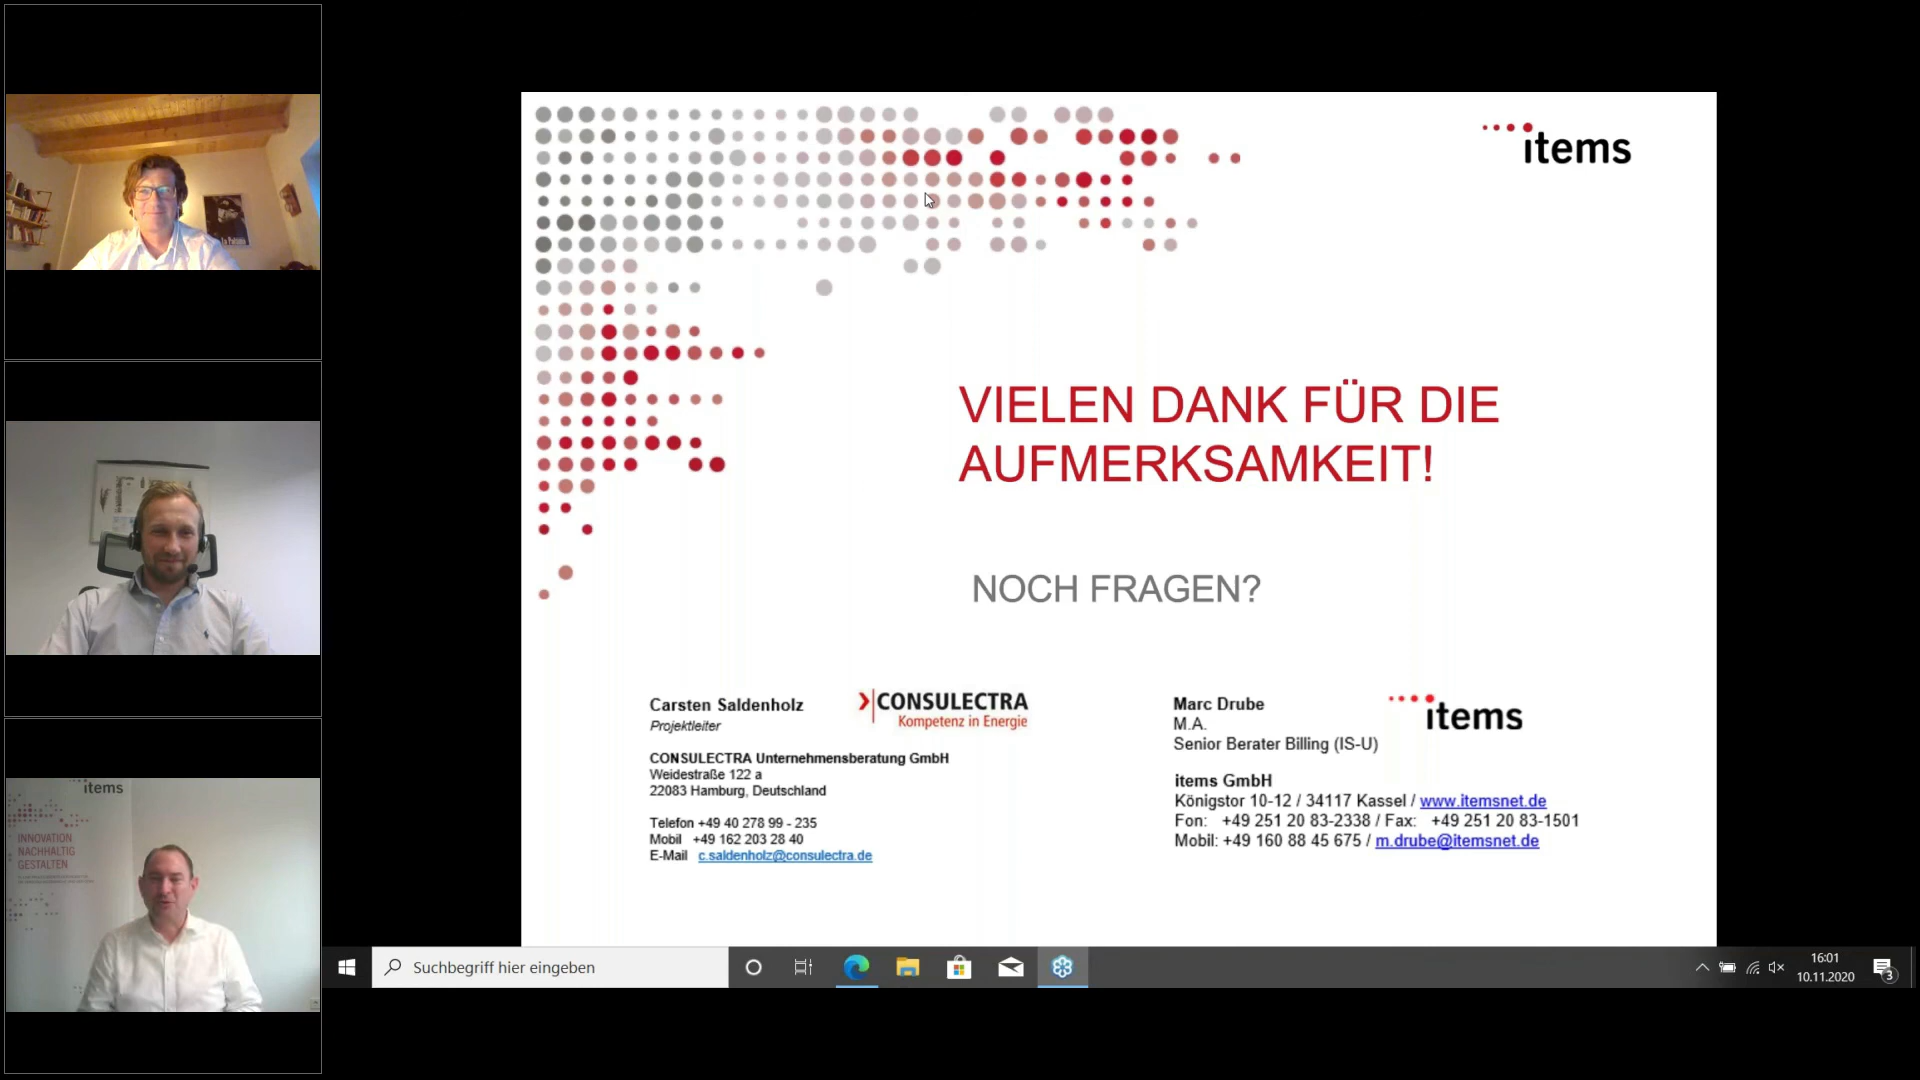 La Pat
items
INNOVATION
NACHHALTIG
GESTALTEN
items
VIELEN DANK FÜR DIE
AUFMERKSAMKEIT!
NOCH FRAGEN?
Carsten Saldenholz
Projektleiter
CONSULECTRA
Kompetenz in Energie
CONSULECTRA Unternehmensberatung GmbH
Weidestraße 122 a
22083 Hamburg, Deutschland
Telefon +49 40 278 99 - 235
Mobil +49 162 203 28 40
E-Mail c.saldenholz@consulectra.de
Marc Drube
M.A.
Senior Berater Billing (IS-U)
items
items GmbH
Königstor 10-12 / 34117 Kassel / www.itemsnet.de
Fon: +49 251 20 83-2338 / Fax: +49 251 20 83-1501
Mobil: +49 160 88 45 675 / m.drube@itemsnet.de
Suchbegriff hier eingeben
16:01
10.11.2020
3